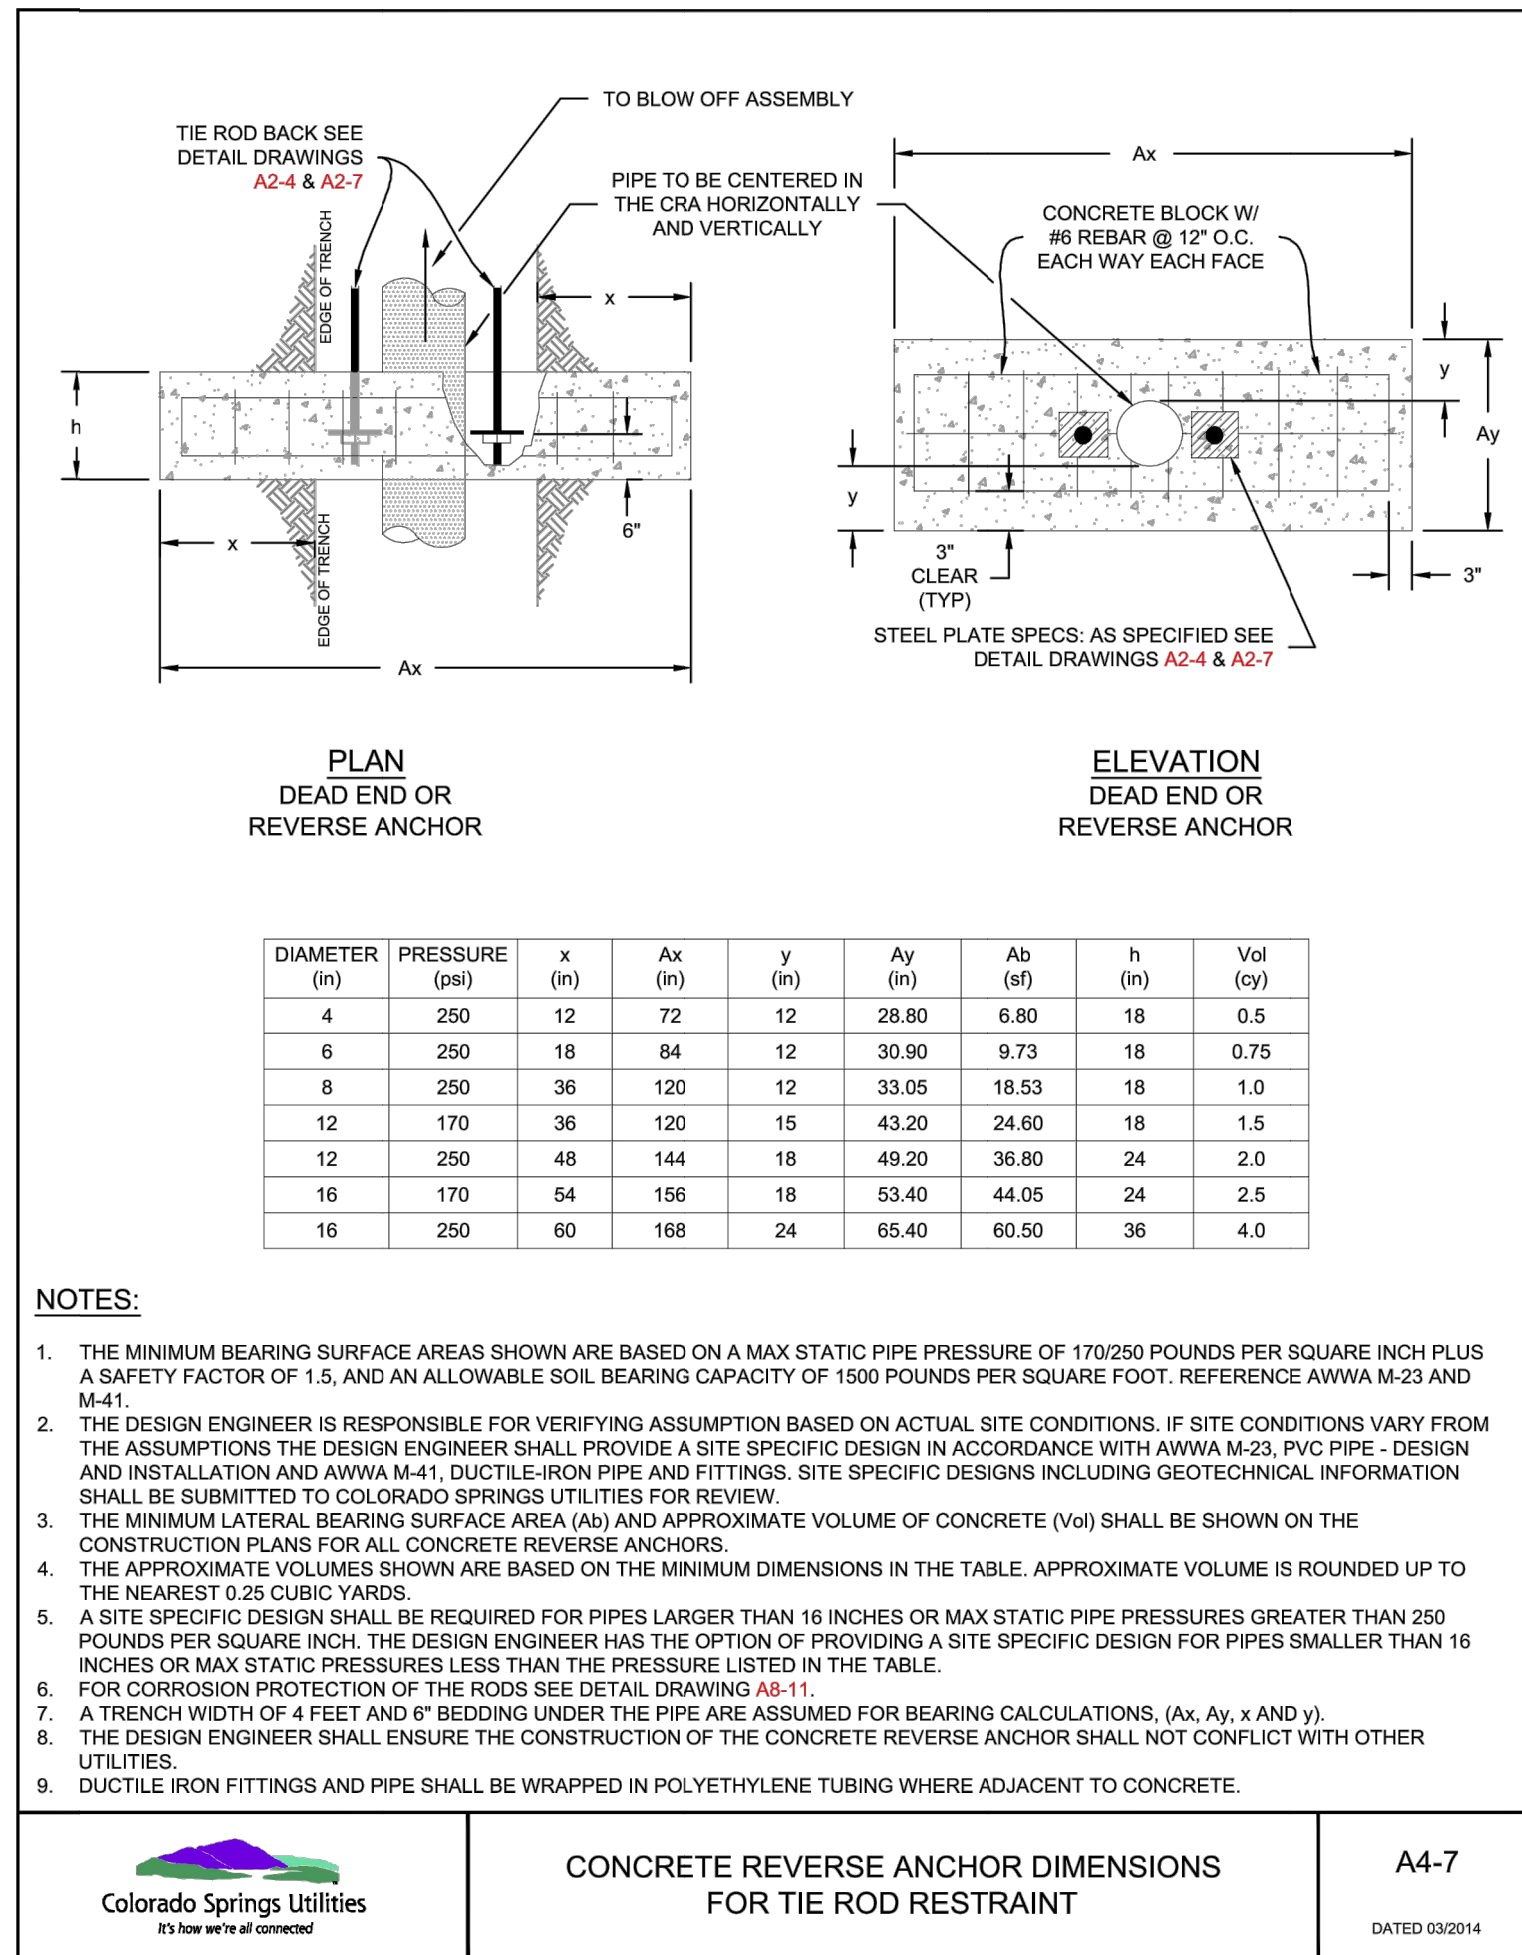 TO BLOW OFF ASSEMBLY
TIE ROD BACK SEE
DETAIL DRAWINGS
A2-4 & A2-7
PIPE TO BE CENTERED IN
THE CRA HORIZONTALLY
AND VERTICALLY
EDGE OF TRENCH
x
h
6"
x
EDGE OF TRENCH
Ax
Ax
CONCRETE BLOCK W/
#6 REBAR @ 12" O.C.
EACH WAY EACH FACE
y
Ay
y
3"
CLEAR
(TYP)
3"
STEEL PLATE SPECS: AS SPECIFIED SEE
DETAIL DRAWINGS A2-4 & A2-7
PLAN
DEAD END OR
REVERSE ANCHOR
ELEVATION
DEAD END OR
REVERSE ANCHOR
DIAMETER (in) PRESSURE (psi) x (in) Ax (in) y (in) Ay (in) Ab (sf) h (in) Vol (cy)
4 250 12 72 12 28.80 6.80 18 0.5
6 250 18 84 12 30.90 9.73 18 0.75
8 250 36 120 12 33.05 18.53 18 1.0
12 170 36 120 15 43.20 24.60 18 1.5
12 250 48 144 18 49.20 36.80 24 2.0
16 170 54 156 18 53.40 44.05 24 2.5
16 250 60 168 24 65.40 60.50 36 4.0
NOTES:
1. THE MINIMUM BEARING SURFACE AREAS SHOWN ARE BASED ON A MAX STATIC PIPE PRESSURE OF 170/250 POUNDS PER SQUARE INCH PLUS
A SAFETY FACTOR OF 1.5, AND AN ALLOWABLE SOIL BEARING CAPACITY OF 1500 POUNDS PER SQUARE FOOT. REFERENCE AWWA M-23 AND
M-41.
2. THE DESIGN ENGINEER IS RESPONSIBLE FOR VERIFYING ASSUMPTION BASED ON ACTUAL SITE CONDITIONS. IF SITE CONDITIONS VARY FROM
THE ASSUMPTIONS THE DESIGN ENGINEER SHALL PROVIDE A SITE SPECIFIC DESIGN IN ACCORDANCE WITH AWWA M-23, PVC PIPE - DESIGN
AND INSTALLATION AND AWWA M-41, DUCTILE-IRON PIPE AND FITTINGS. SITE SPECIFIC DESIGNS INCLUDING GEOTECHNICAL INFORMATION
SHALL BE SUBMITTED TO COLORADO SPRINGS UTILITIES FOR REVIEW.
3. THE MINIMUM LATERAL BEARING SURFACE AREA (Ab) AND APPROXIMATE VOLUME OF CONCRETE (Vol) SHALL BE SHOWN ON THE
CONSTRUCTION PLANS FOR ALL CONCRETE REVERSE ANCHORS.
4. THE APPROXIMATE VOLUMES SHOWN ARE BASED ON THE MINIMUM DIMENSIONS IN THE TABLE. APPROXIMATE VOLUME IS ROUNDED UP TO
THE NEAREST 0.25 CUBIC YARDS.
5. A SITE SPECIFIC DESIGN SHALL BE REQUIRED FOR PIPES LARGER THAN 16 INCHES OR MAX STATIC PIPE PRESSURES GREATER THAN 250
POUNDS PER SQUARE INCH. THE DESIGN ENGINEER HAS THE OPTION OF PROVIDING A SITE SPECIFIC DESIGN FOR PIPES SMALLER THAN 16
INCHES OR MAX STATIC PRESSURES LESS THAN THE PRESSURE LISTED IN THE TABLE.
6. FOR CORROSION PROTECTION OF THE RODS SEE DETAIL DRAWING A8-11.
7. A TRENCH WIDTH OF 4 FEET AND 6" BEDDING UNDER THE PIPE ARE ASSUMED FOR BEARING CALCULATIONS, (Ax, Ay, x AND y).
8. THE DESIGN ENGINEER SHALL ENSURE THE CONSTRUCTION OF THE CONCRETE REVERSE ANCHOR SHALL NOT CONFLICT WITH OTHER
UTILITIES.
9. DUCTILE IRON FITTINGS AND PIPE SHALL BE WRAPPED IN POLYETHYLENE TUBING WHERE ADJACENT TO CONCRETE.
Colorado Springs Utilities
It's how we're all connected
CONCRETE REVERSE ANCHOR DIMENSIONS
FOR TIE ROD RESTRAINT
A4-7
DATED 03/2014